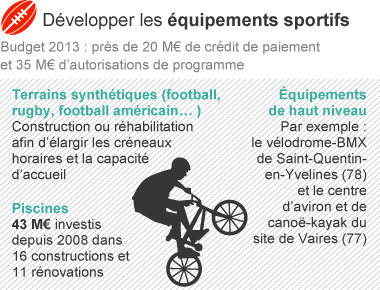 Développer les équipements sportifs
Budget 2013 : près de 20 M€ de crédit de paiement
et 35 M€ d'autorisations de programme
Terrains synthétiques (football,
rugby, football américain… )
Construction ou réhabilitation
afin d'élargir les créneaux
horaires et la capacité
d'accueil
Piscines
43 M€ investis
depuis 2008 dans
16 constructions et
11 rénovations
Équipements
de haut niveau
Par exemple :
le vélodrome-BMX
de Saint-Quentin-
en-Yvelines (78)
et le centre
d'aviron et de
canoë-kayak du
site de Vaires (77)